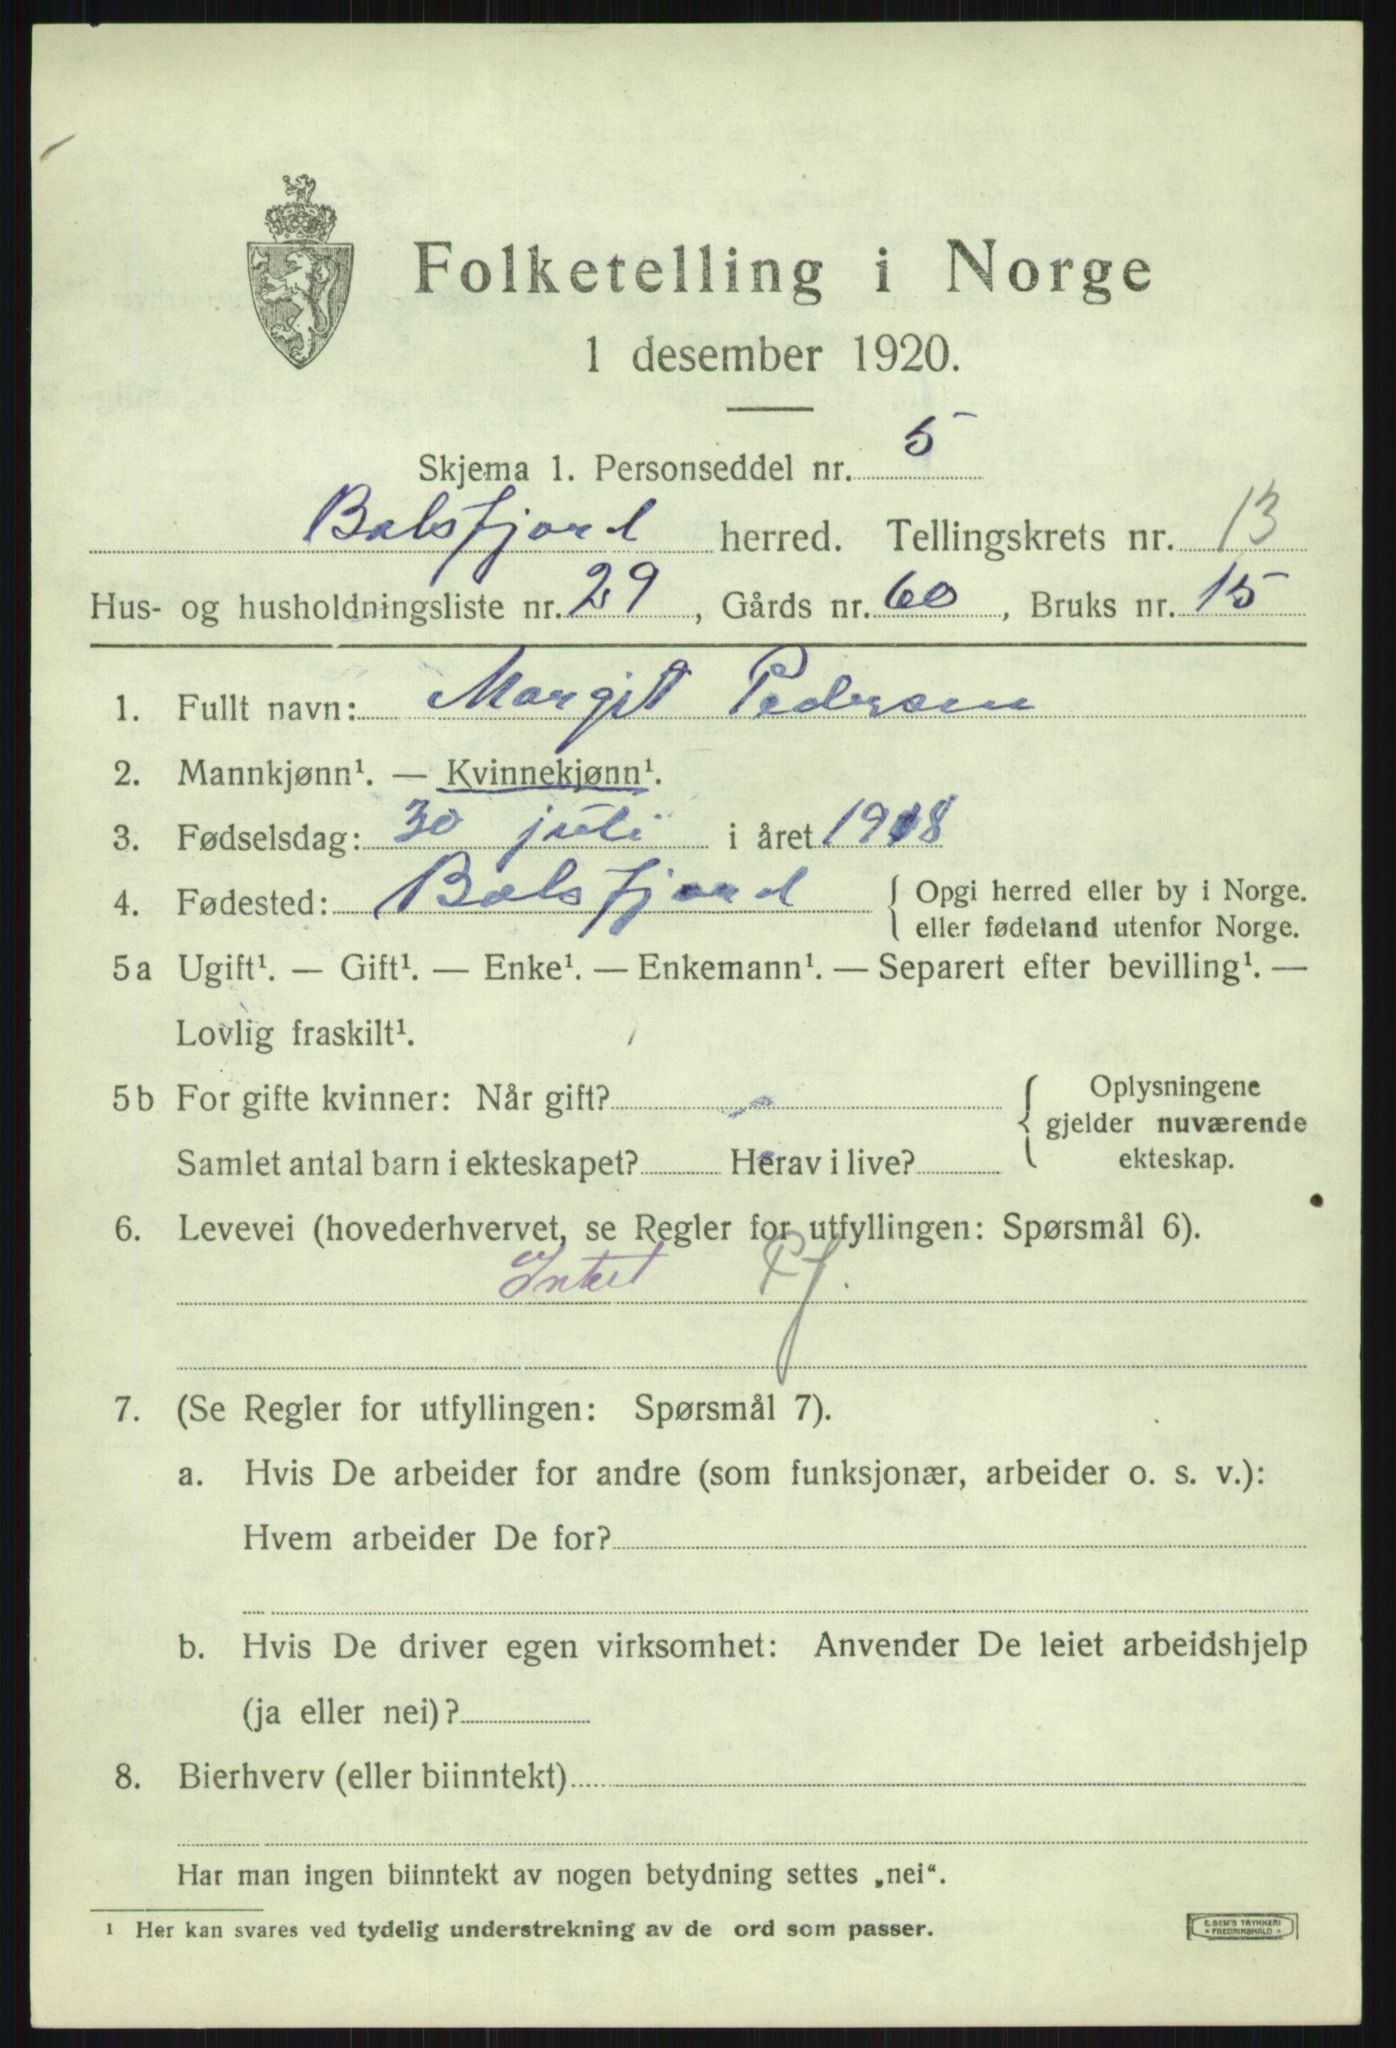 Folketelling i Norge
1 desember 1920.
Skjema 1. Personseddel nr. 5
Balsfjord herred. Tellingskrets nr. 13
Hus- og husholdningsliste nr. 29, Gårds nr. 60, Bruks nr. 15
1. Fullt navn: Margit Pedersen
2. Mannkjønn¹. — Kvinnekjønn¹.
3. Fødselsdag: 30 juli i året 1918
4. Fødested: Balsfjord { Opgi herred eller by i Norge.
eller fødeland utenfor Norge.
5a Ugift¹. — Gift¹. — Enke¹. — Enkemann¹. — Separert efter bevilling¹. —
Lovlig fraskilt¹.
5b For gifte kvinner: Når gift? { Oplysningene
gjelder nuværende
Samlet antal barn i ekteskapet? Herav i live? ekteskap.
6. Levevei (hovederhvervet, se Regler for utfyllingen: Spørsmål 6).
Intet Pf.
7. (Se Regler for utfyllingen: Spørsmål 7).
a. Hvis De arbeider for andre (som funksjonær, arbeider o. s. v.):
Hvem arbeider De for?
b. Hvis De driver egen virksomhet: Anvender De leiet arbeidshjelp
(ja eller nei)?
8. Bierhverv (eller biinntekt)
Har man ingen biinntekt av nogen betydning settes „nei“.
¹ Her kan svares ved tydelig understrekning av de ord som passer.
E. SEM'S TRYKKERI
FREDRIKSHALD